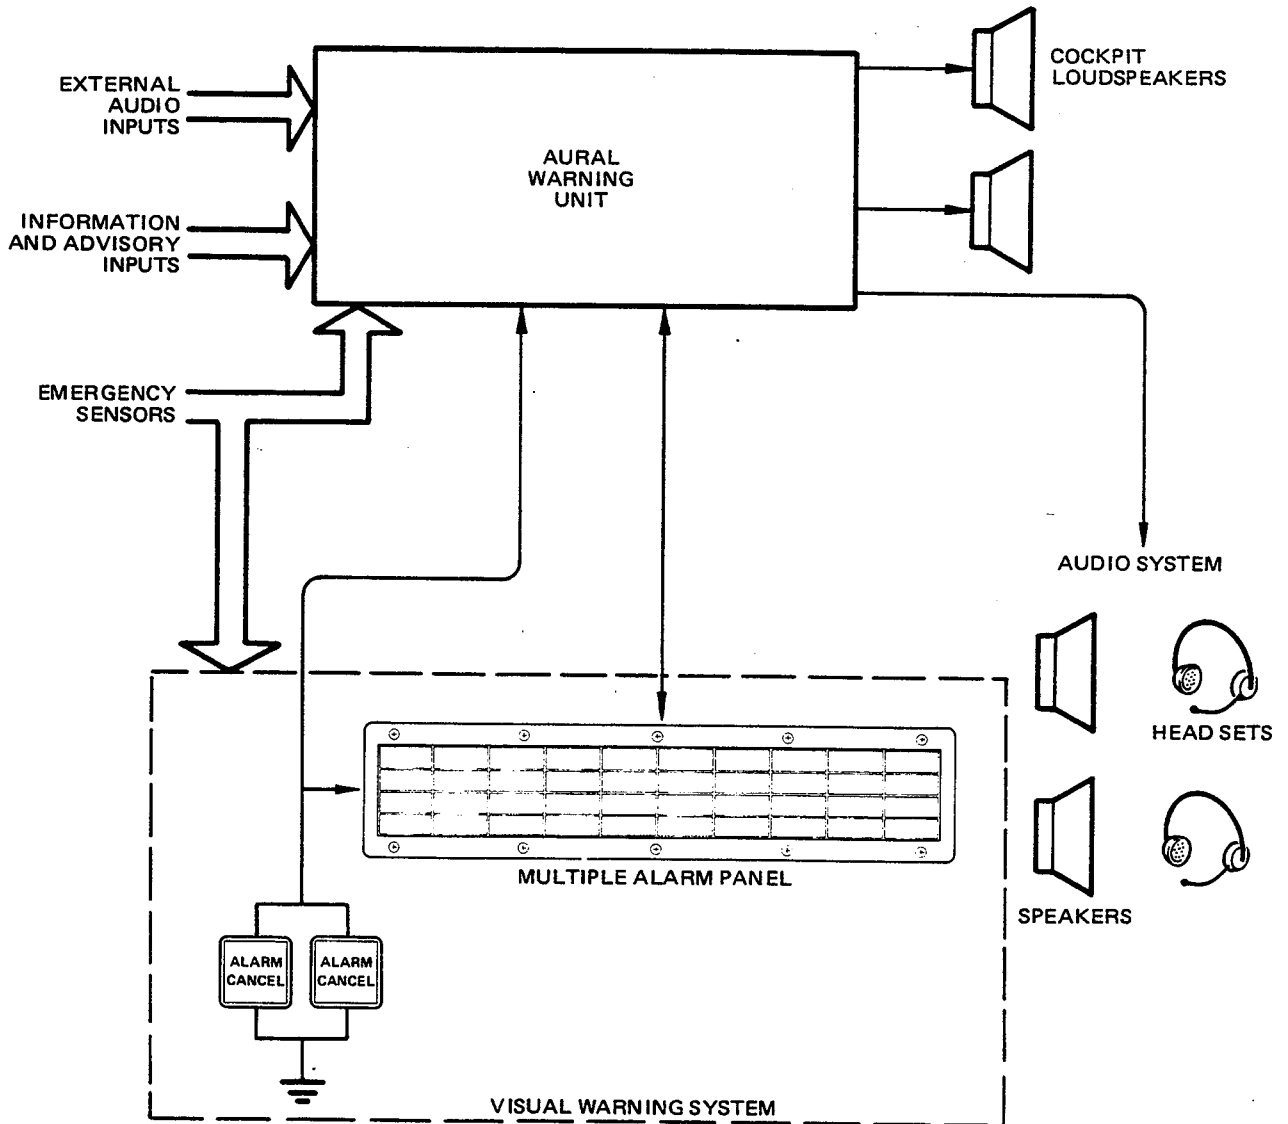 EXTERNAL
AUDIO
INPUTS
INFORMATION
AND ADVISORY
INPUTS
EMERGENCY
SENSORS
AURAL
WARNING
UNIT
COCKPIT
LOUDSPEAKERS
AUDIO SYSTEM
HEAD SETS
SPEAKERS
MULTIPLE ALARM PANEL
ALARM
CANCEL
ALARM
CANCEL
VISUAL WARNING SYSTEM